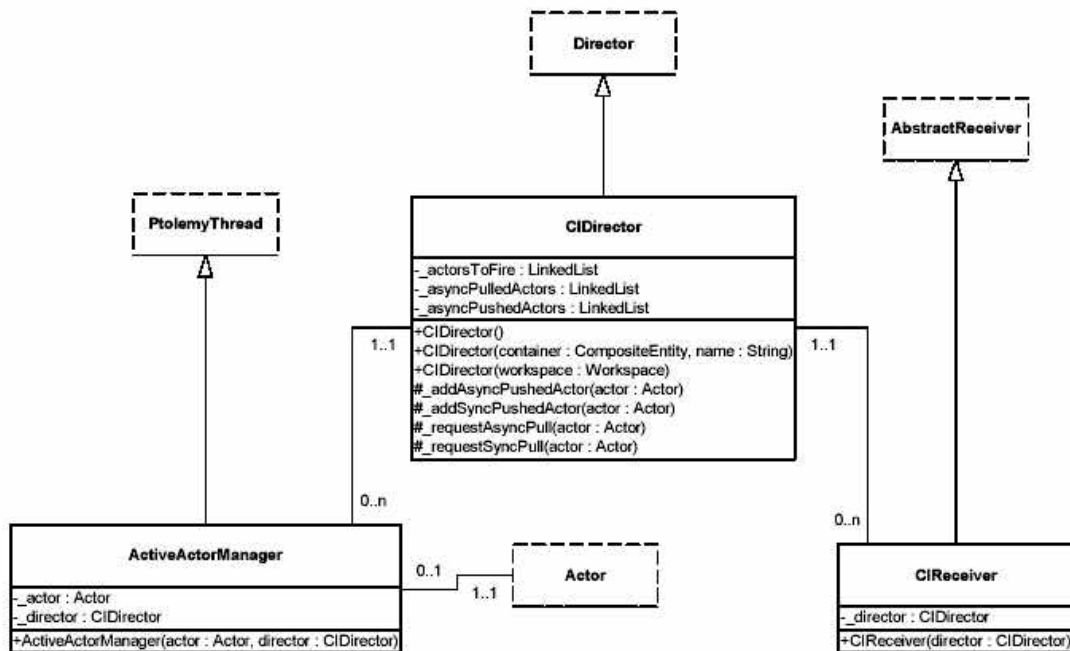 Director
AbstractReceiver
PtolemyThread
CIDirector
-_actorsToFire : LinkedList
-_asyncPulledActors : LinkedList
-_asyncPushedActors : LinkedList
+CIDirector()
+CIDirector(container : CompositeEntity, name : String)
+CIDirector(workspace : Workspace)
#_addAsyncPushedActor(actor : Actor)
#_addSyncPushedActor(actor : Actor)
#_requestAsyncPull(actor : Actor)
#_requestSyncPull(actor : Actor)
1..1
1..1
0..n
0..n
ActiveActorManager
-_actor : Actor
-_director : CIDirector
+ActiveActorManager(actor : Actor, director : CIDirector)
0..1
1..1
Actor
CIReceiver
-_director : CIDirector
+CIReceiver(director : CIDirector)